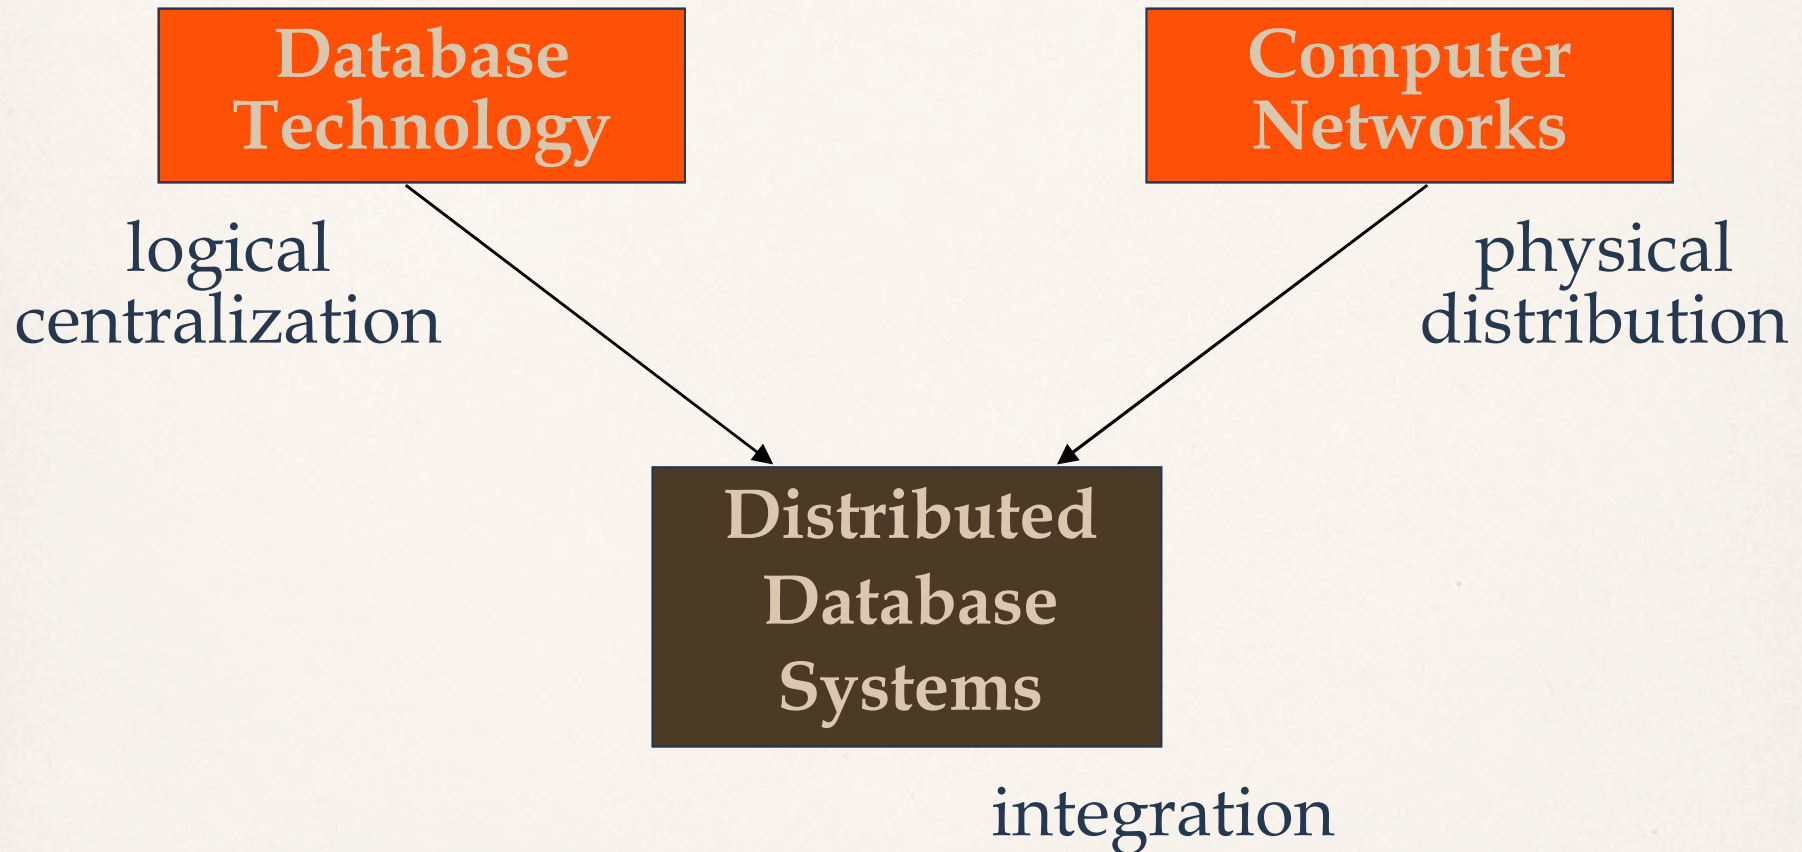 Database
Technology
Computer
Networks
logical
centralization
physical
distribution
Distributed
Database
Systems
integration